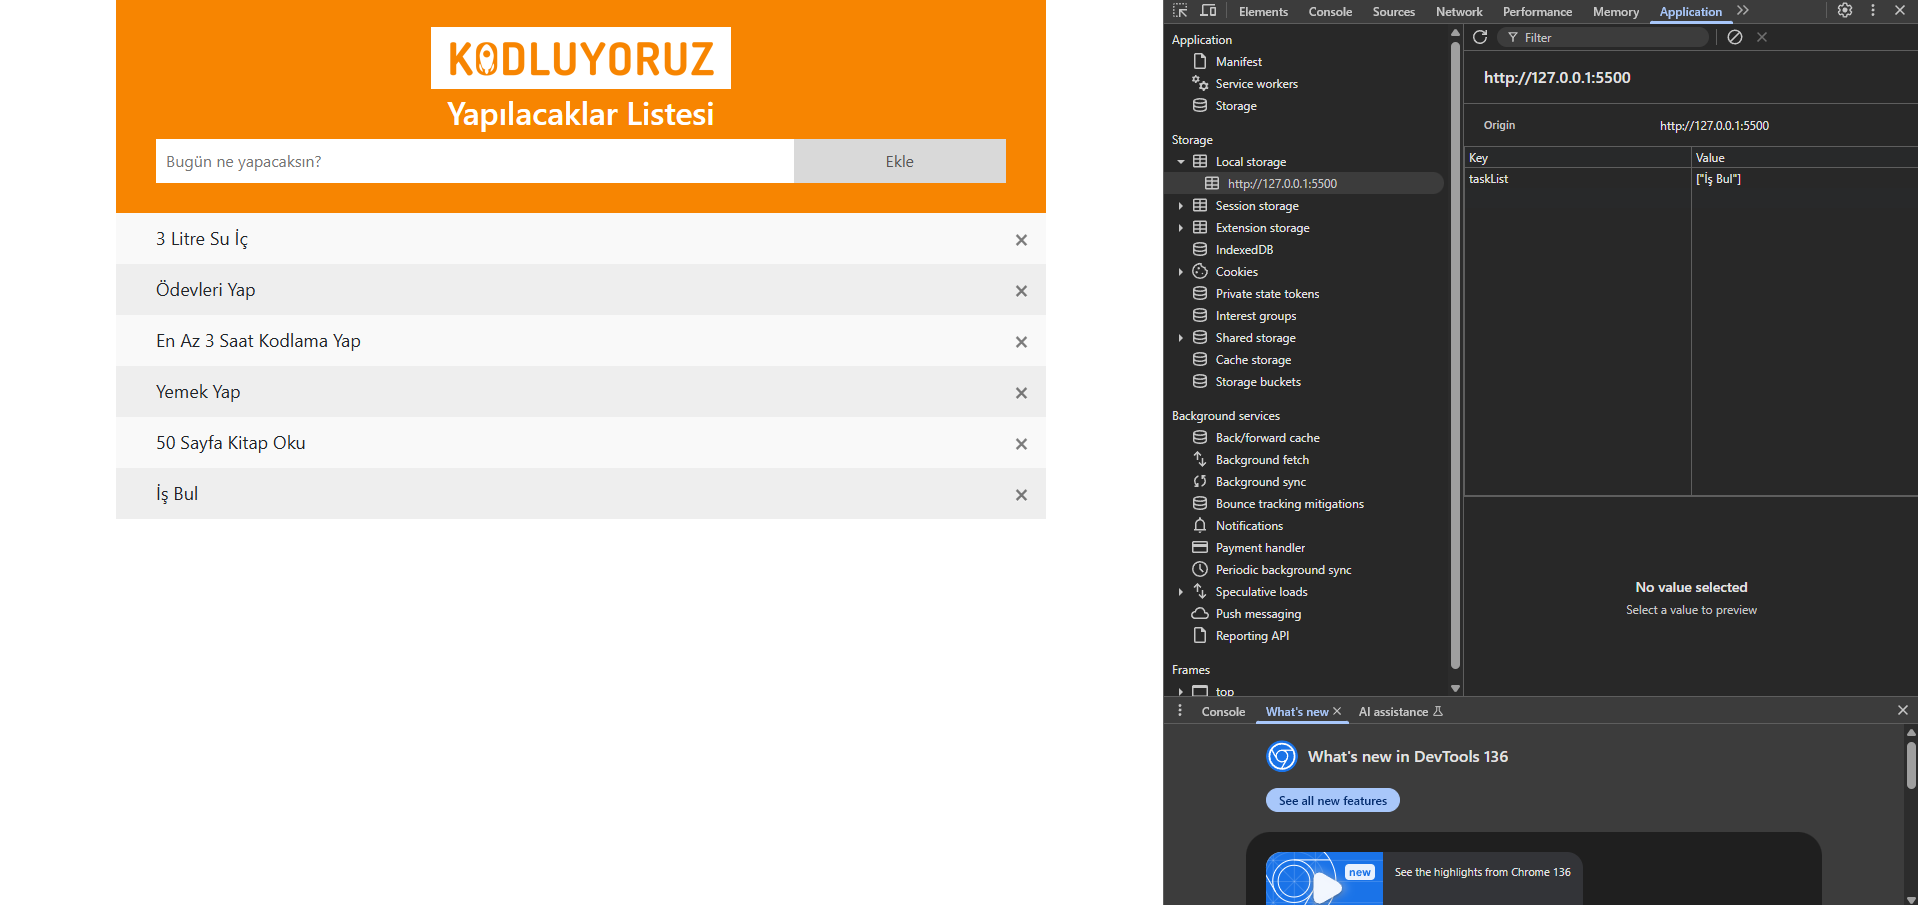 KODLUYORUZ
Yapılacaklar Listesi
Bugün ne yapacaksın?
Ekle
3 Litre Su İç
Ödevleri Yap
En Az 3 Saat Kodlama Yap
Yemek Yap
50 Sayfa Kitap Oku
İş Bul
Elements Console Sources Network Performance Memory Application
Application
Manifest
Service workers
Storage
Storage
Local storage
http://127.0.0.1:5500
Session storage
Extension storage
IndexedDB
Cookies
Private state tokens
Interest groups
Shared storage
Cache storage
Storage buckets
Background services
Back/forward cache
Background fetch
Background sync
Bounce tracking mitigations
Notifications
Payment handler
Periodic background sync
Speculative loads
Push messaging
Reporting API
Frames
top
Filter
http://127.0.0.1:5500
Origin http://127.0.0.1:5500
Key Value
taskList ["İş Bul"]
No value selected
Select a value to preview
Console What's new AI assistance
What's new in DevTools 136
See all new features
new
See the highlights from Chrome 136